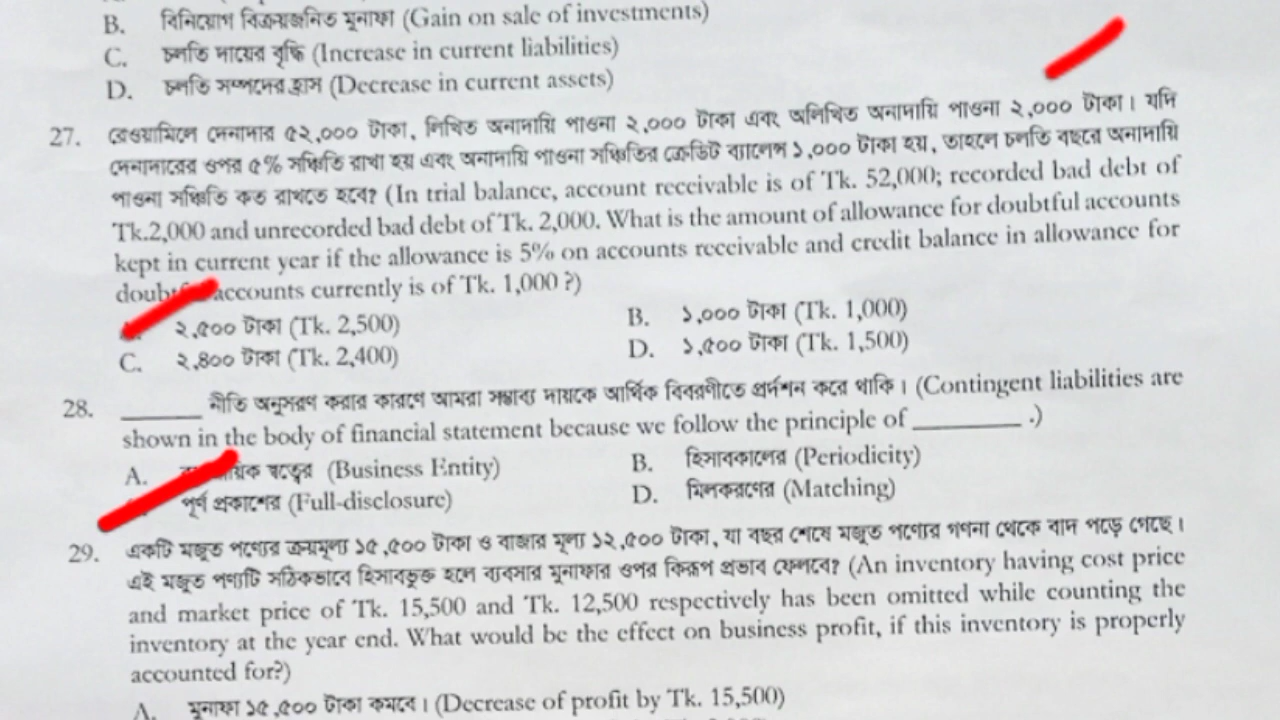 B. বিনিয়োগ বিক্রয়জনিত মুনাফা (Gain on sale of investments)
C. চলতি দায়ের বৃদ্ধি (Increase in current liabilities)
D. চলতি সম্পদের হ্রাস (Decrease in current assets)
27. রেওয়ামিলে দেনাদার ৫২,০০০ টাকা, লিখিত অনাদায়ি পাওনা ২,০০০ টাকা এবং অলিখিত অনাদায়ি পাওনা ২,০০০ টাকা। যদি
দেনাদারের ওপর ৫% সঞ্চিতি রাখা হয় এবং অনাদায়ি পাওনা সঞ্চিতির ক্রেডিট ব্যালেন্স ১,০০০ টাকা হয়, তাহলে চলতি বছরে অনাদায়ি
পাওনা সঞ্চিতি কত রাখতে হবে? (In trial balance, account receivable is of Tk. 52,000; recorded bad debt of
Tk.2,000 and unrecorded bad debt of Tk. 2,000. What is the amount of allowance for doubtful accounts
kept in current year if the allowance is 5% on accounts receivable and credit balance in allowance for
accounts currently is of Tk. 1,000 ?)
২,৫০০ টাকা (Tk. 2,500) B. ১,০০০ টাকা (Tk. 1,000)
C. ২,৪০০ টাকা (Tk. 2,400) D. ১,৫০০ টাকা (Tk. 1,500)
28. ______ নীতি অনুসরণ করার কারণে আমরা সম্ভাব্য দায়কে আর্থিক বিবরণীতে প্রর্দশন করে থাকি। (Contingent liabilities are
shown in the body of financial statement because we follow the principle of ________ .)
A. স্বত্বের (Business Entity) B. হিসাবকালের (Periodicity)
পূর্ণ প্রকাশের (Full-disclosure) D. মিলকরণের (Matching)
29. একটি মজুত পণ্যের ক্রয়মূল্য ১৫,৫০০ টাকা ও বাজার মূল্য ১২,৫০০ টাকা, যা বছর শেষে মজুত পণ্যের গণনা থেকে বাদ পড়ে গেছে।
এই মজুত পণ্যটি সঠিকভাবে হিসাবভুক্ত হলে ব্যবসার মুনাফার ওপর কিরূপ প্রভাব ফেলবে? (An inventory having cost price
and market price of Tk. 15,500 and Tk. 12,500 respectively has been omitted while counting the
inventory at the year end. What would be the effect on business profit, if this inventory is properly
accounted for?)
A. মুনাফা ১৫,৫০০ টাকা কমবে। (Decrease of profit by Tk. 15,500)